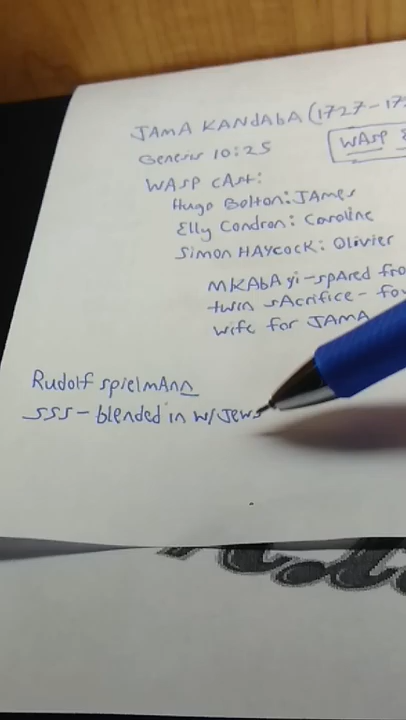 JAMA KANDABA (1727-17
Genesis 10:25
WASP
WASP CAST:
Hugo Bolton: JAmes
Elly Condron: Caroline
Simon HAYcock: Olivier
MKAbAyi-spAred fro
twin sAcrifice - fo
wife for JAMA
Rudolf spielmAnn
SSS- blended in w/ Jews